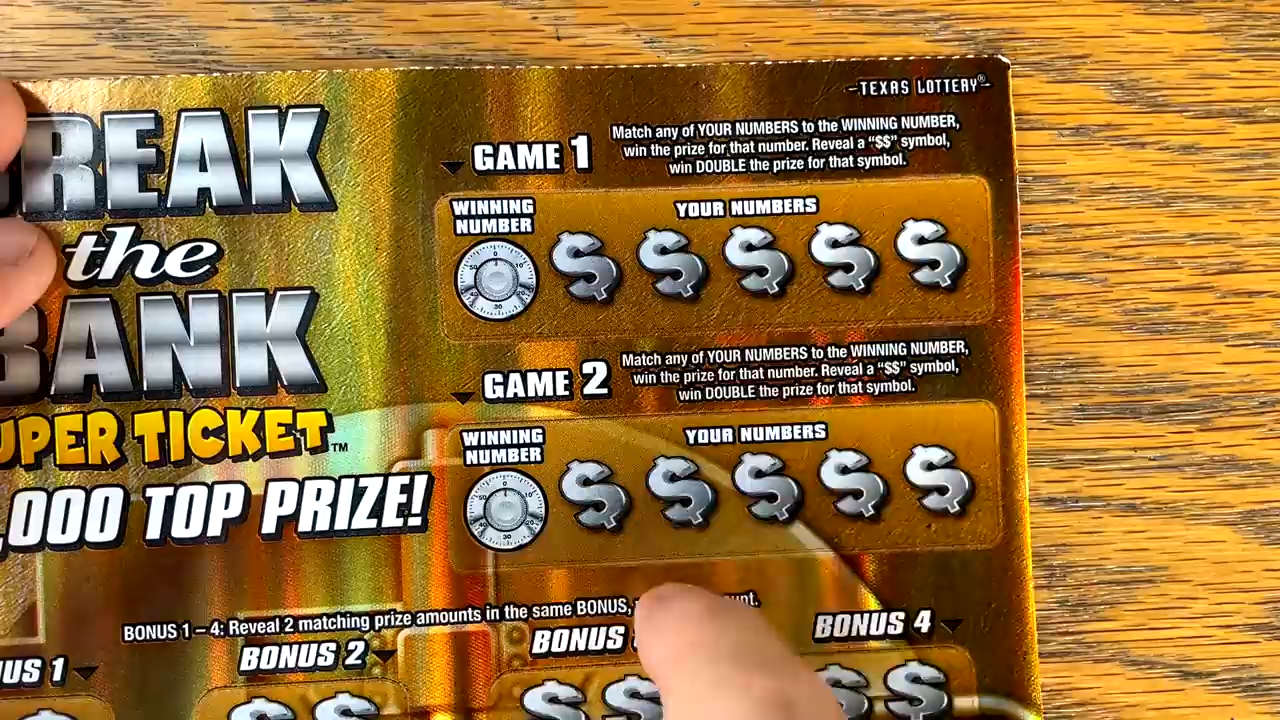 REAK
the
BANK
UPER TICKET™
,000 TOP PRIZE!
-TEXAS LOTTERY®-
GAME 1
Match any of YOUR NUMBERS to the WINNING NUMBER,
win the prize for that number. Reveal a "$$" symbol,
win DOUBLE the prize for that symbol.
WINNING
NUMBER
YOUR NUMBERS
$ $ $ $ $
GAME 2
Match any of YOUR NUMBERS to the WINNING NUMBER,
win the prize for that number. Reveal a "$$" symbol,
win DOUBLE the prize for that symbol.
WINNING
NUMBER
YOUR NUMBERS
$ $ $ $ $
BONUS 1 – 4: Reveal 2 matching prize amounts in the same BONUS,
US 1
BONUS 2
BONUS
BONUS 4
$ $
$ $
$ $